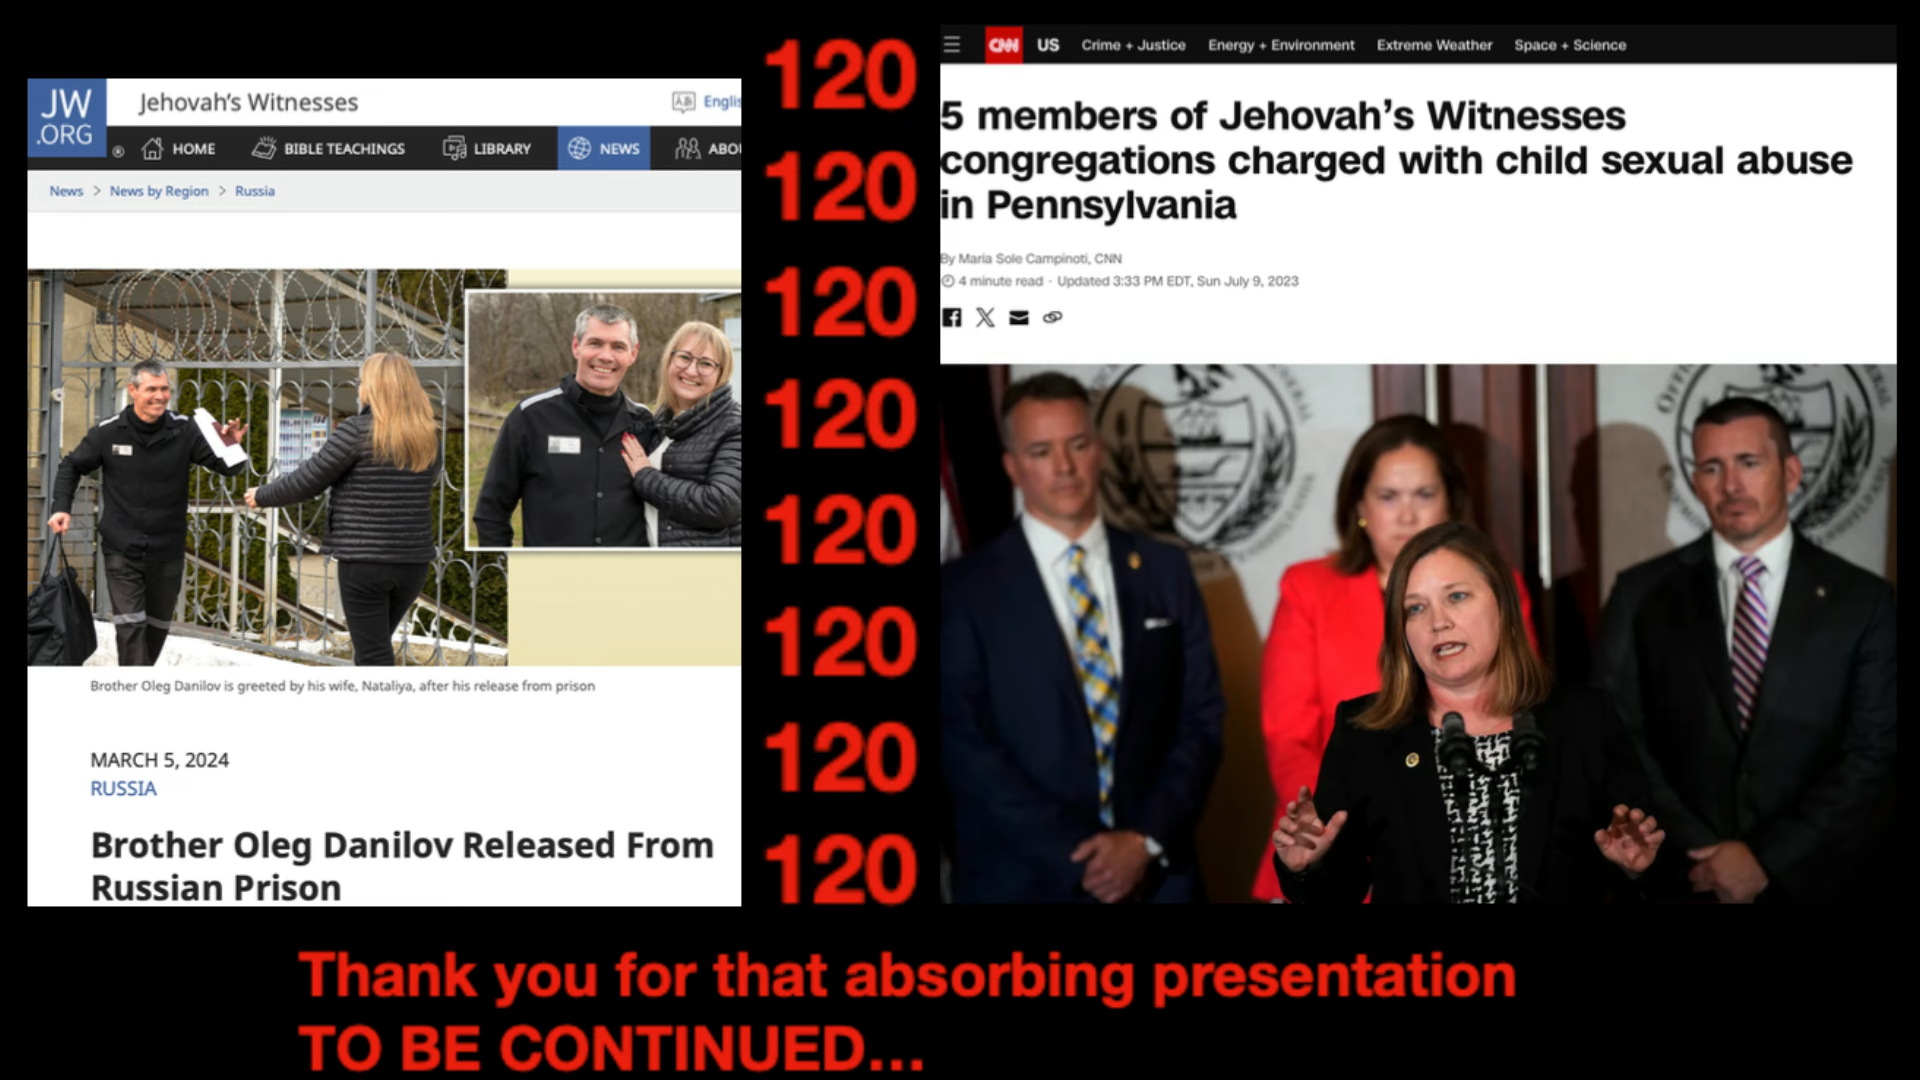 JW
.ORG
®
Jehovah's Witnesses
Englis
HOME
BIBLE TEACHINGS
LIBRARY
NEWS
ABOU
News > News by Region > Russia
Brother Oleg Danilov is greeted by his wife, Nataliya, after his release from prison
MARCH 5, 2024
RUSSIA
Brother Oleg Danilov Released From
Russian Prison
120
120
120
120
120
120
120
120
CNN US Crime + Justice Energy + Environment Extreme Weather Space + Science
5 members of Jehovah's Witnesses
congregations charged with child sexual abuse
in Pennsylvania
By Maria Sole Campinoti, CNN
4 minute read · Updated 3:33 PM EDT, Sun July 9, 2023
Thank you for that absorbing presentation
TO BE CONTINUED...